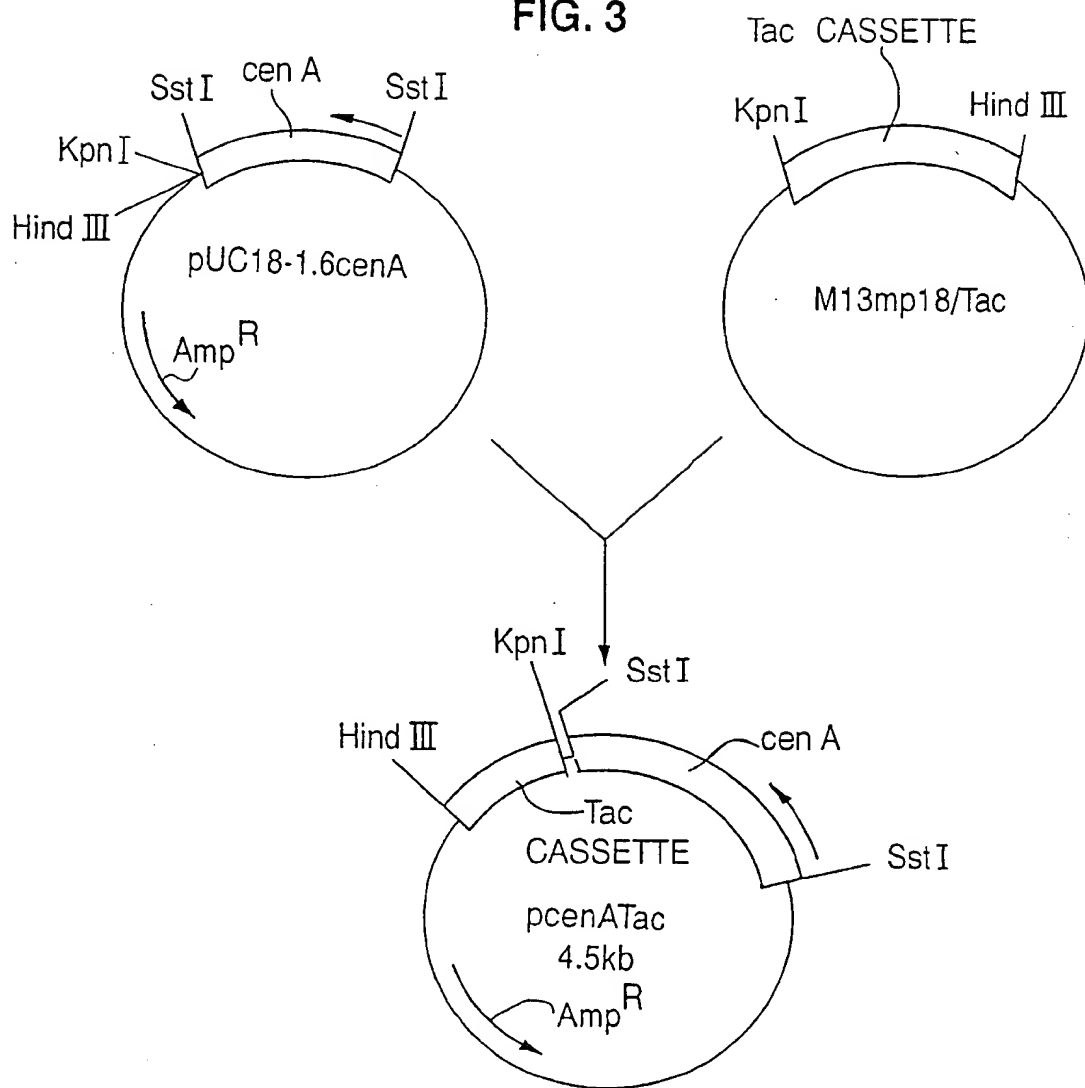 FIG. 3
Sst I
cen A
Sst I
Kpn I
Hind III
pUC18-1.6cenA
Amp R
Tac CASSETTE
Kpn I
Hind III
M13mp18/Tac
Kpn I
Sst I
Hind III
cen A
Tac
CASSETTE
Sst I
pcenATac
4.5kb
Amp R